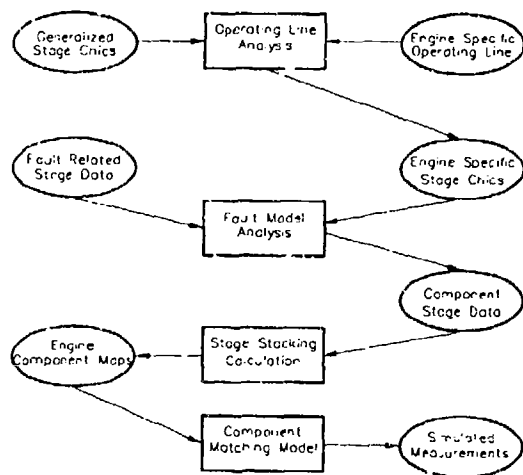 Generalized
Stage Chics
Operating Line
Analysis
Engine Specific
Operating Line
Fault Related
Stage Data
Engine Specific
Stage Chics
Fault Model
Analysis
Component
Stage Data
Engine
Component Maps
Stage Stacking
Calculation
Component
Matching Model
Simulated
Measurements